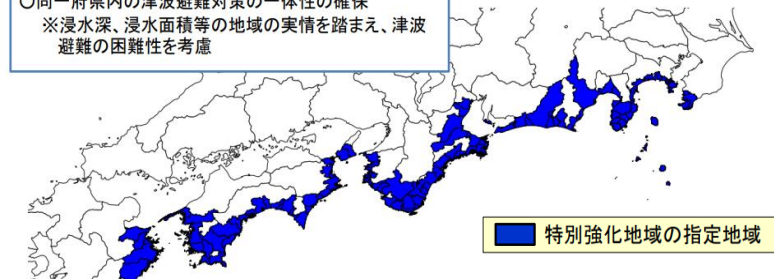 〇同一府県内の津波避難対策の一体性の確保
※浸水深、浸水面積等の地域の実情を踏まえ、津波
避難の困難性を考慮
特別強化地域の指定地域